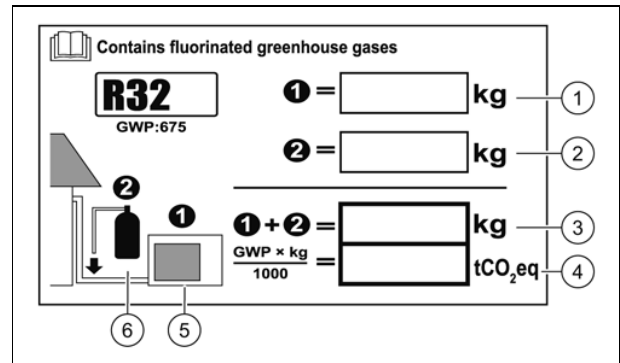 Contains fluorinated greenhouse gases
R32
GWP:675
❶ = kg ①
❷ = kg ②
❷
❶
❶+❷ = kg ③
GWP × kg
1000
= tCO₂eq ④
⑥ ⑤